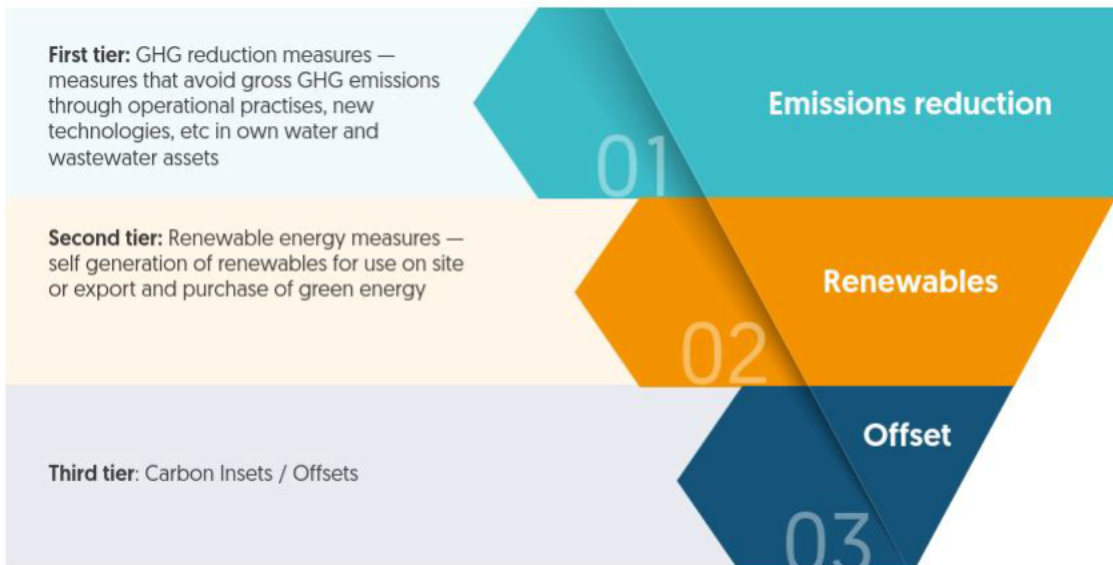 First tier: GHG reduction measures —
measures that avoid gross GHG emissions
through operational practises, new
technologies, etc in own water and
wastewater assets
01
Emissions reduction
Second tier: Renewable energy measures —
self generation of renewables for use on site
or export and purchase of green energy
02
Renewables
Third tier: Carbon Insets / Offsets
03
Offset